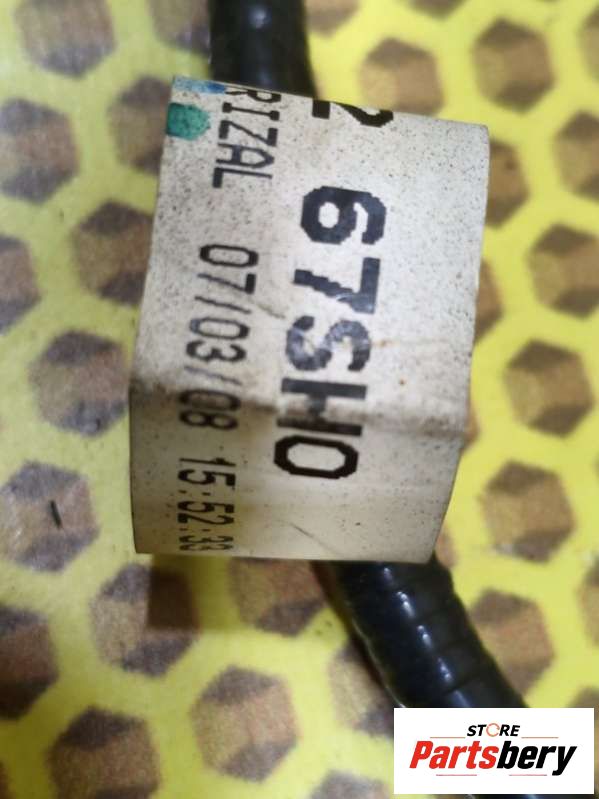 2 67SH0
RIZAL 07/03/08 15:52:33
STORE
Partsbery